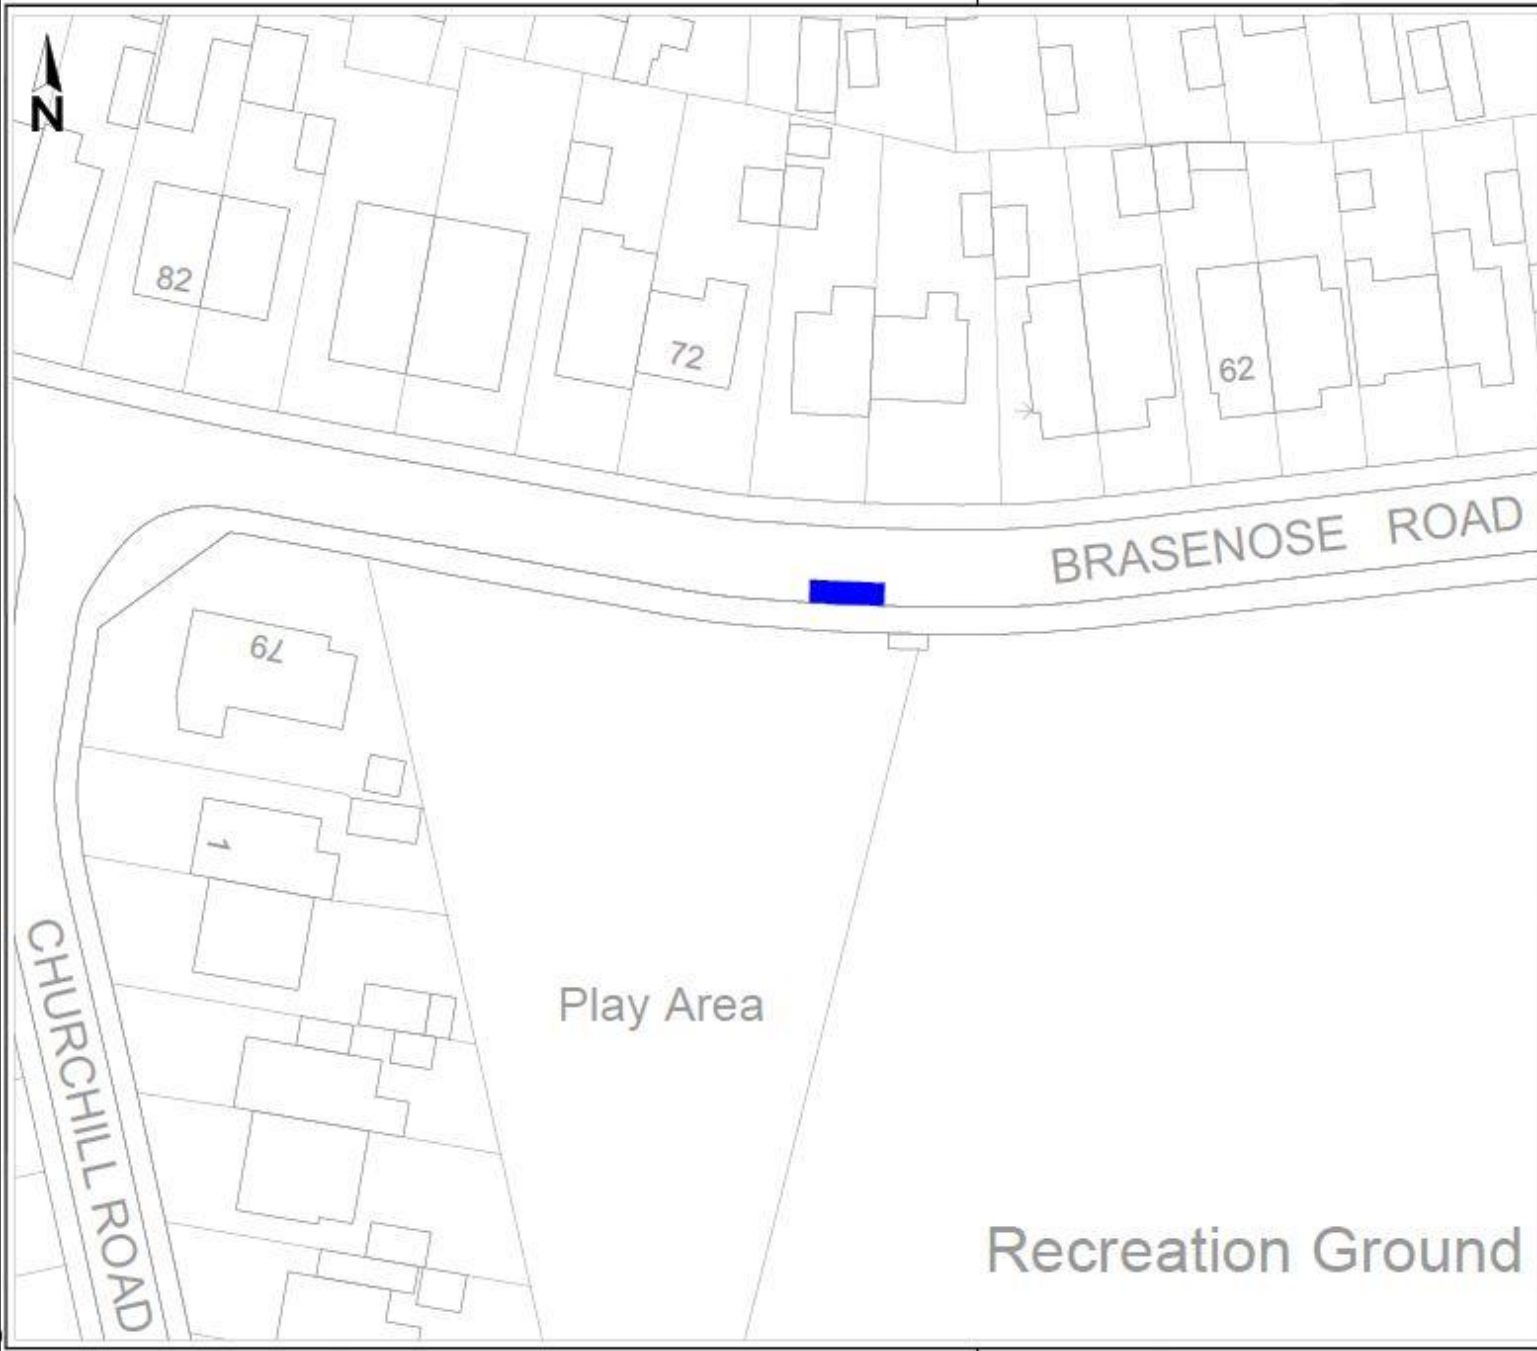 N
82
72
62
BRASENOSE ROAD
79
1
CHURCHILL ROAD
Play Area
Recreation Ground